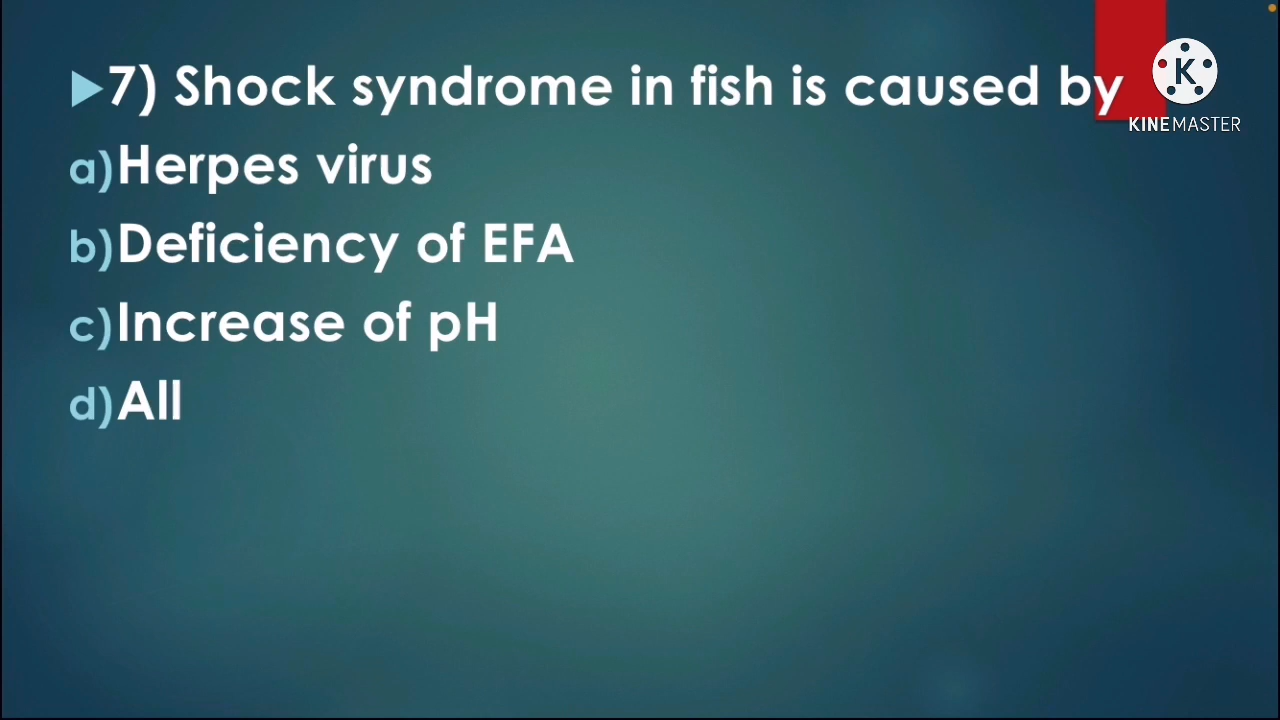 7) Shock syndrome in fish is caused by
a)Herpes virus
b)Deficiency of EFA
c)Increase of pH
d)All
K
KINEMASTER